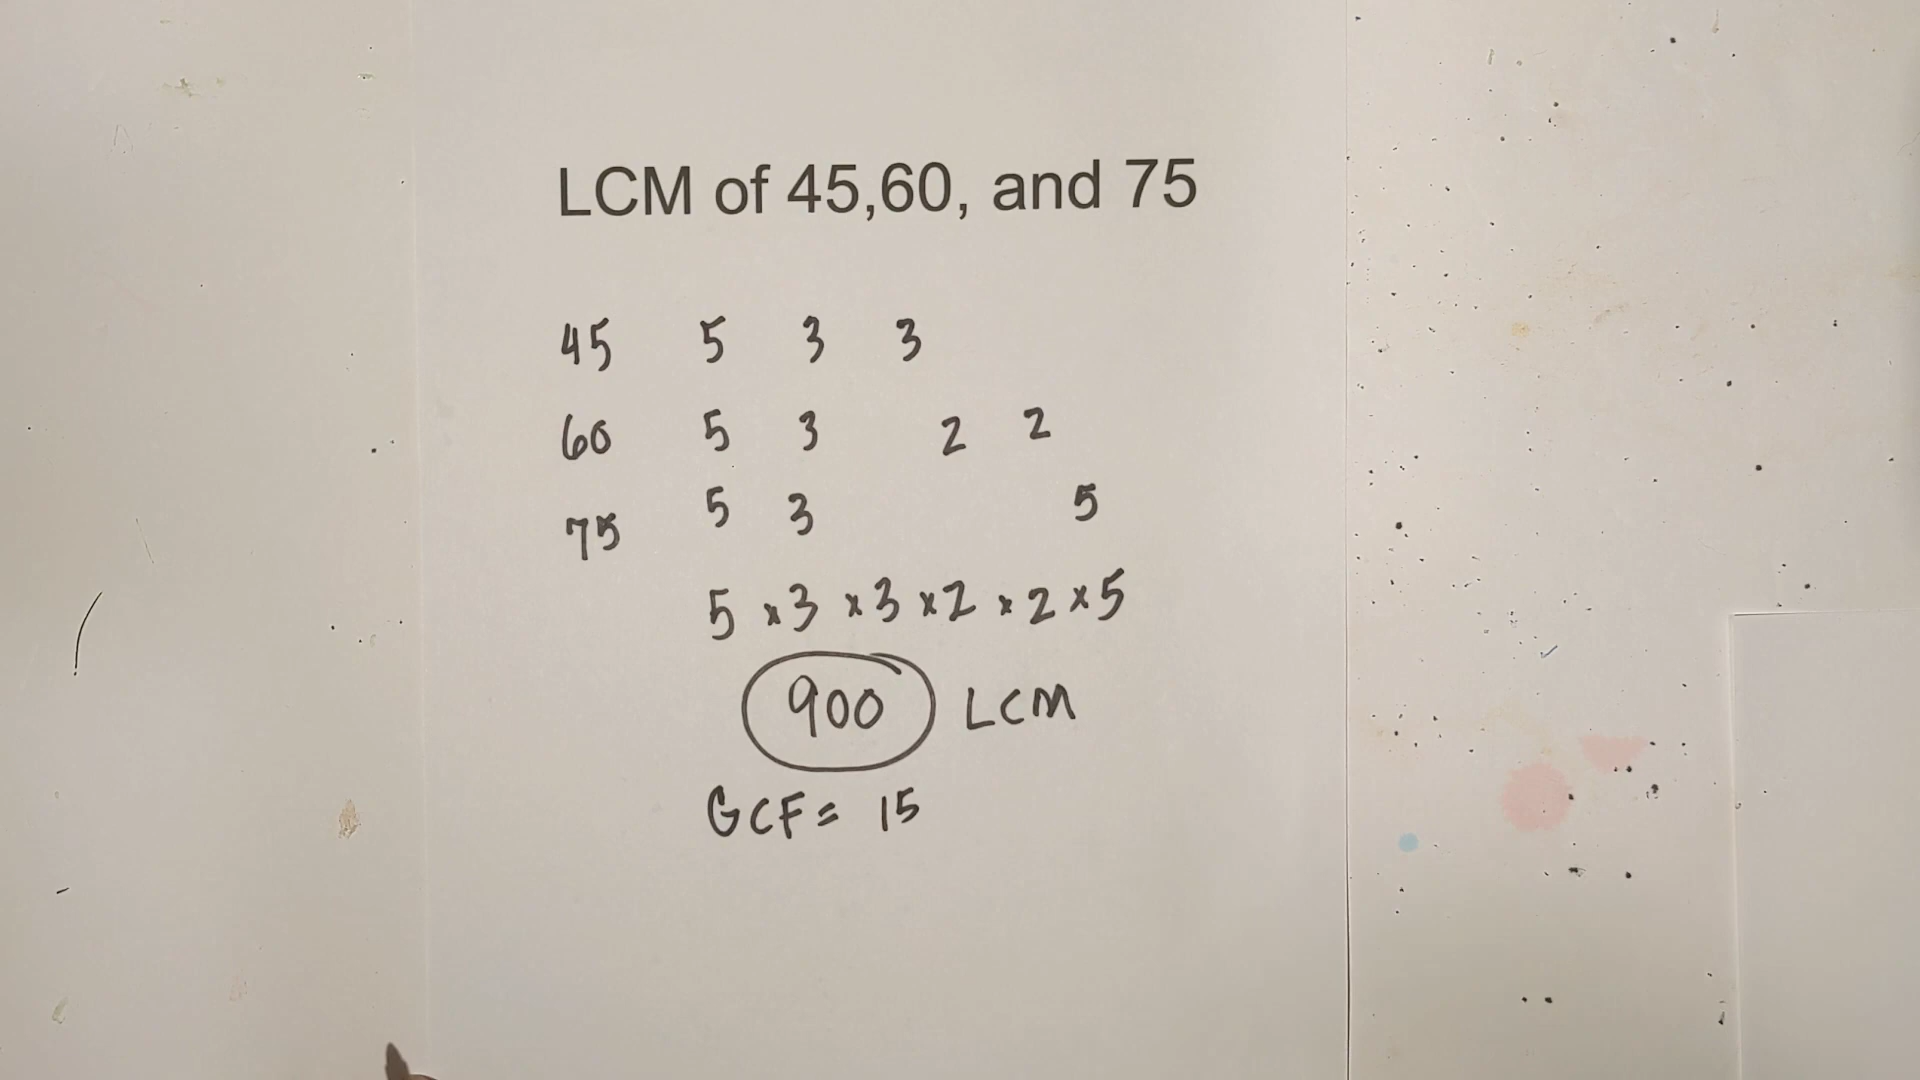 LCM of 45,60, and 75
45 5 3 3
60 5 3 2 2
75 5 3 5
5 x 3 x 3 x 2 x 2 x 5
900 LCM
GCF = 15